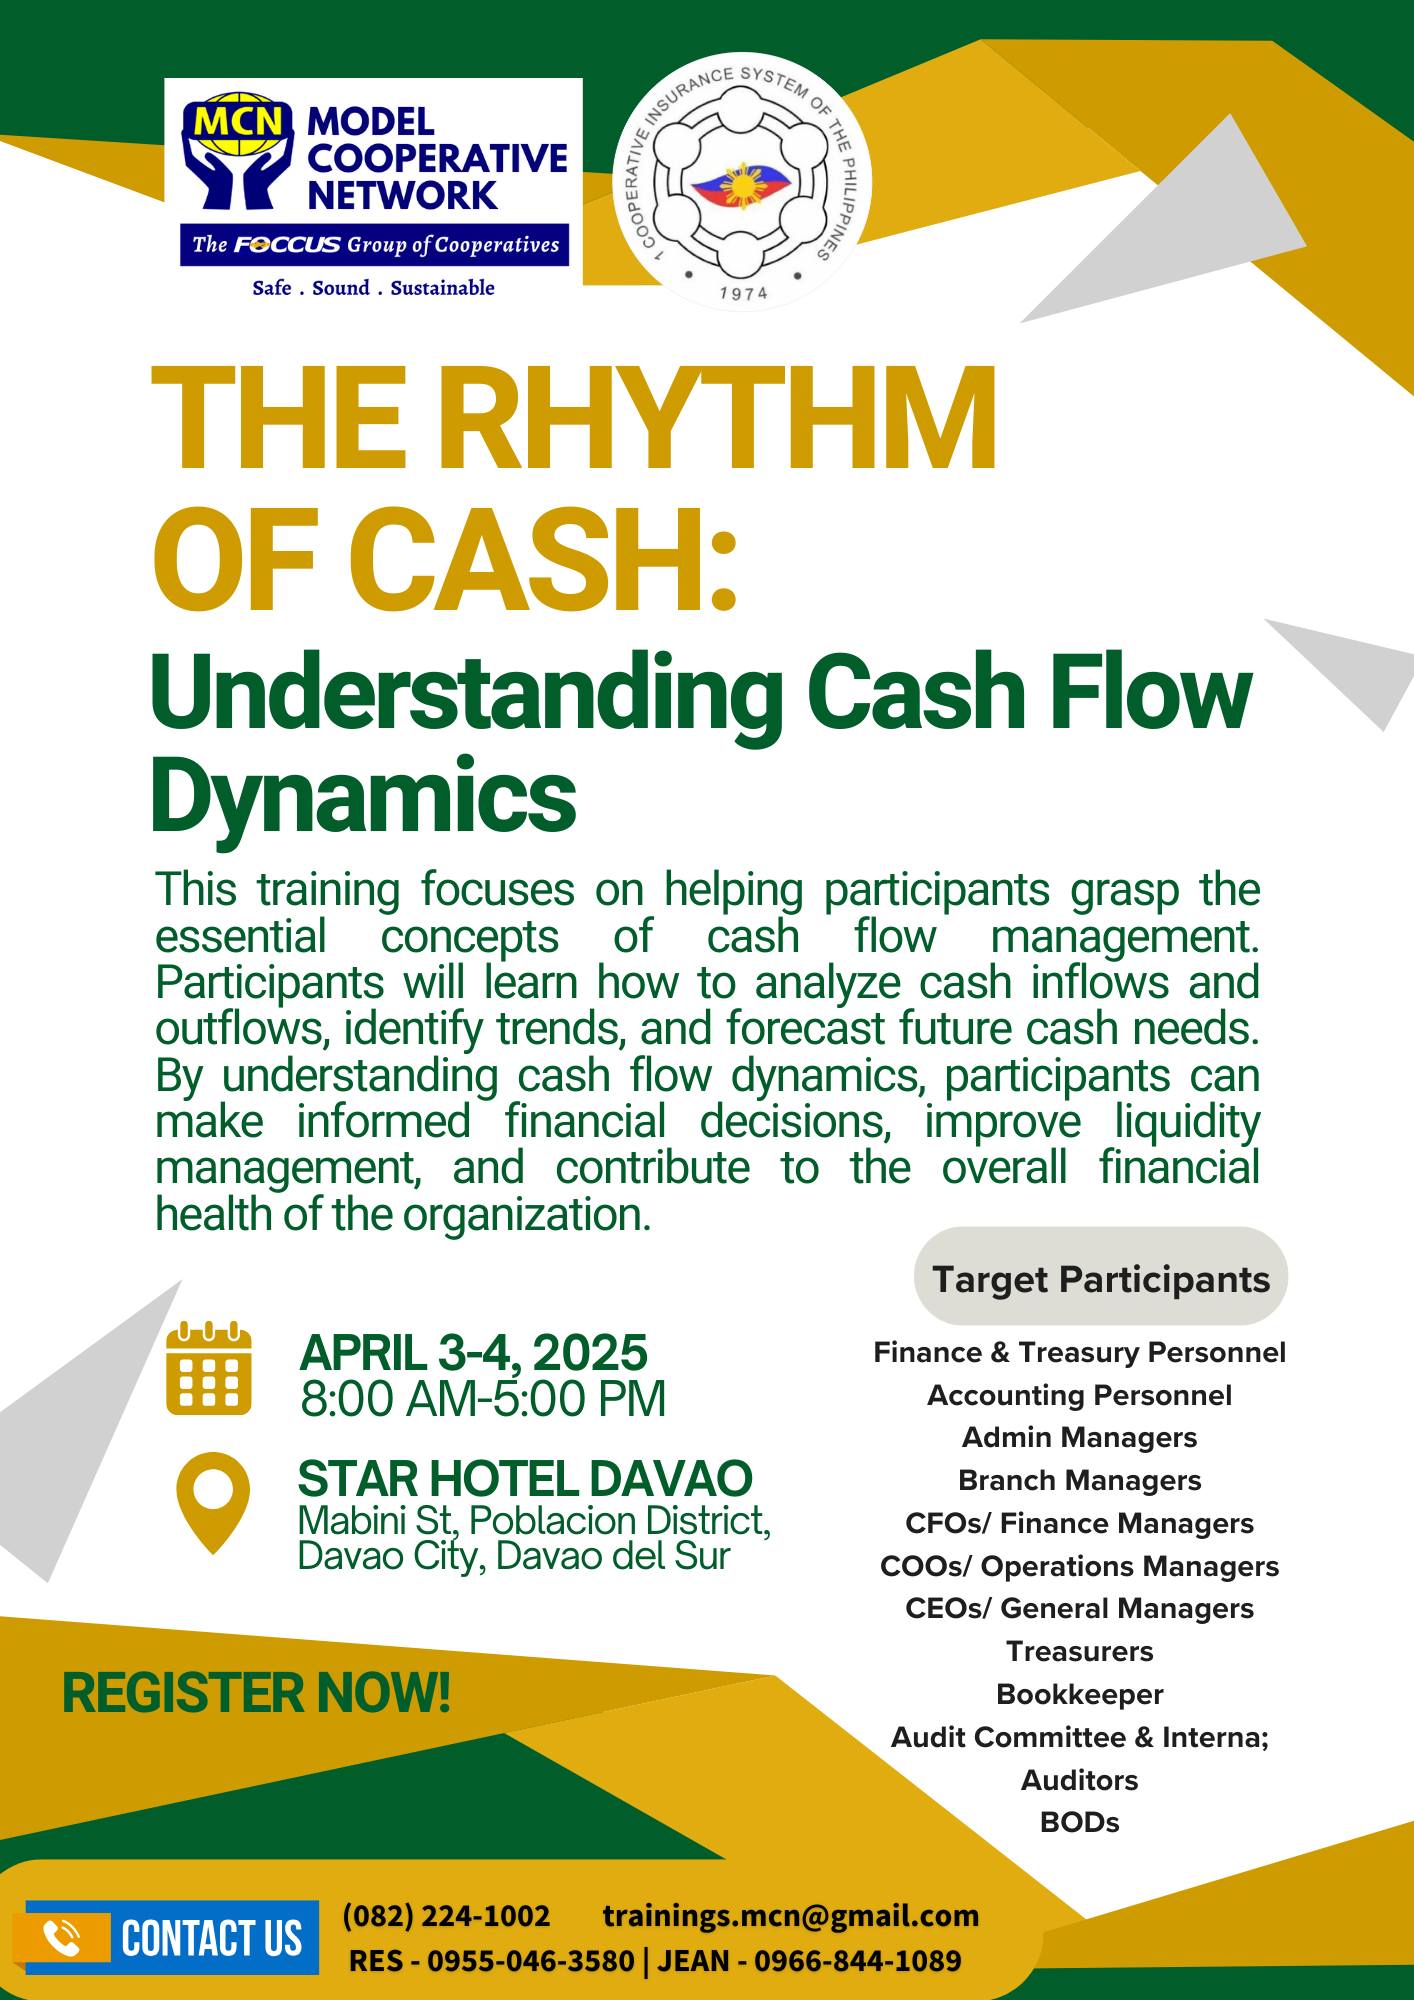 MCN
MODEL
COOPERATIVE
NETWORK
The FOCCUS Group of Cooperatives
Safe . Sound . Sustainable
1 COOPERATIVE INSURANCE SYSTEM OF THE PHILIPPINES
1974
THE RHYTHM
OF CASH:
Understanding Cash Flow
Dynamics
This training focuses on helping participants grasp the
essential concepts of cash flow management.
Participants will learn how to analyze cash inflows and
outflows, identify trends, and forecast future cash needs.
By understanding cash flow dynamics, participants can
make informed financial decisions, improve liquidity
management, and contribute to the overall financial
health of the organization.
APRIL 3-4, 2025
8:00 AM-5:00 PM
STAR HOTEL DAVAO
Mabini St, Poblacion District,
Davao City, Davao del Sur
Target Participants
Finance & Treasury Personnel
Accounting Personnel
Admin Managers
Branch Managers
CFOs/ Finance Managers
COOs/ Operations Managers
CEOs/ General Managers
Treasurers
Bookkeeper
Audit Committee & Interna;
Auditors
BODs
REGISTER NOW!
CONTACT US
(082) 224-1002 trainings.mcn@gmail.com
RES - 0955-046-3580 | JEAN - 0966-844-1089